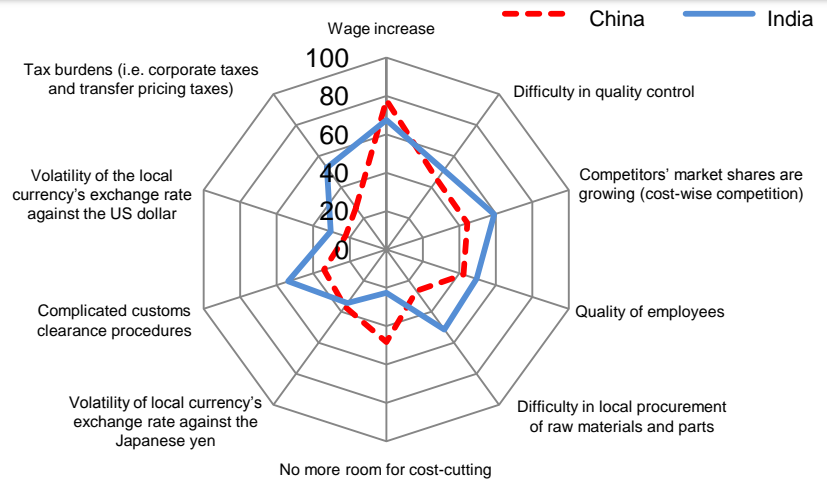 China
India
Wage increase
100
80
60
40
20
0
Difficulty in quality control
Competitors’ market shares are
growing (cost-wise competition)
Quality of employees
Difficulty in local procurement
of raw materials and parts
No more room for cost-cutting
Volatility of local currency’s
exchange rate against the
Japanese yen
Complicated customs
clearance procedures
Volatility of the local
currency’s exchange rate
against the US dollar
Tax burdens (i.e. corporate taxes
and transfer pricing taxes)